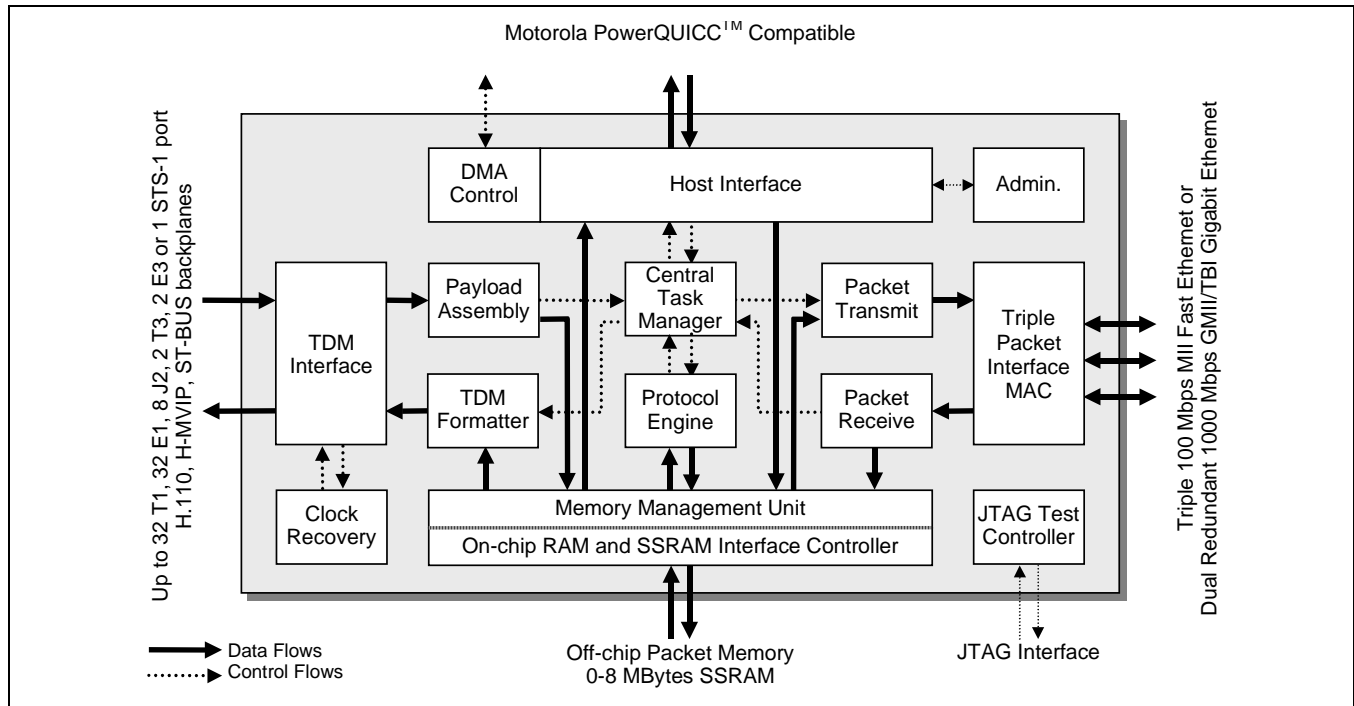 Motorola PowerQUICC™ Compatible
Up to 32 T1, 32 E1, 8 J2, 2 T3, 2 E3 or 1 STS-1 port
H.110, H-MVIP, ST-BUS backplanes
DMA
Control
Host Interface
Admin.
TDM
Interface
Payload
Assembly
Central
Task
Manager
Packet
Transmit
Triple
Packet
Interface
MAC
TDM
Formatter
Protocol
Engine
Packet
Receive
Clock
Recovery
Memory Management Unit
On-chip RAM and SSRAM Interface Controller
JTAG Test
Controller
Triple 100 Mbps MII Fast Ethernet or
Dual Redundant 1000 Mbps GMII/TBI Gigabit Ethernet
Data Flows
Control Flows
Off-chip Packet Memory
0-8 MBytes SSRAM
JTAG Interface